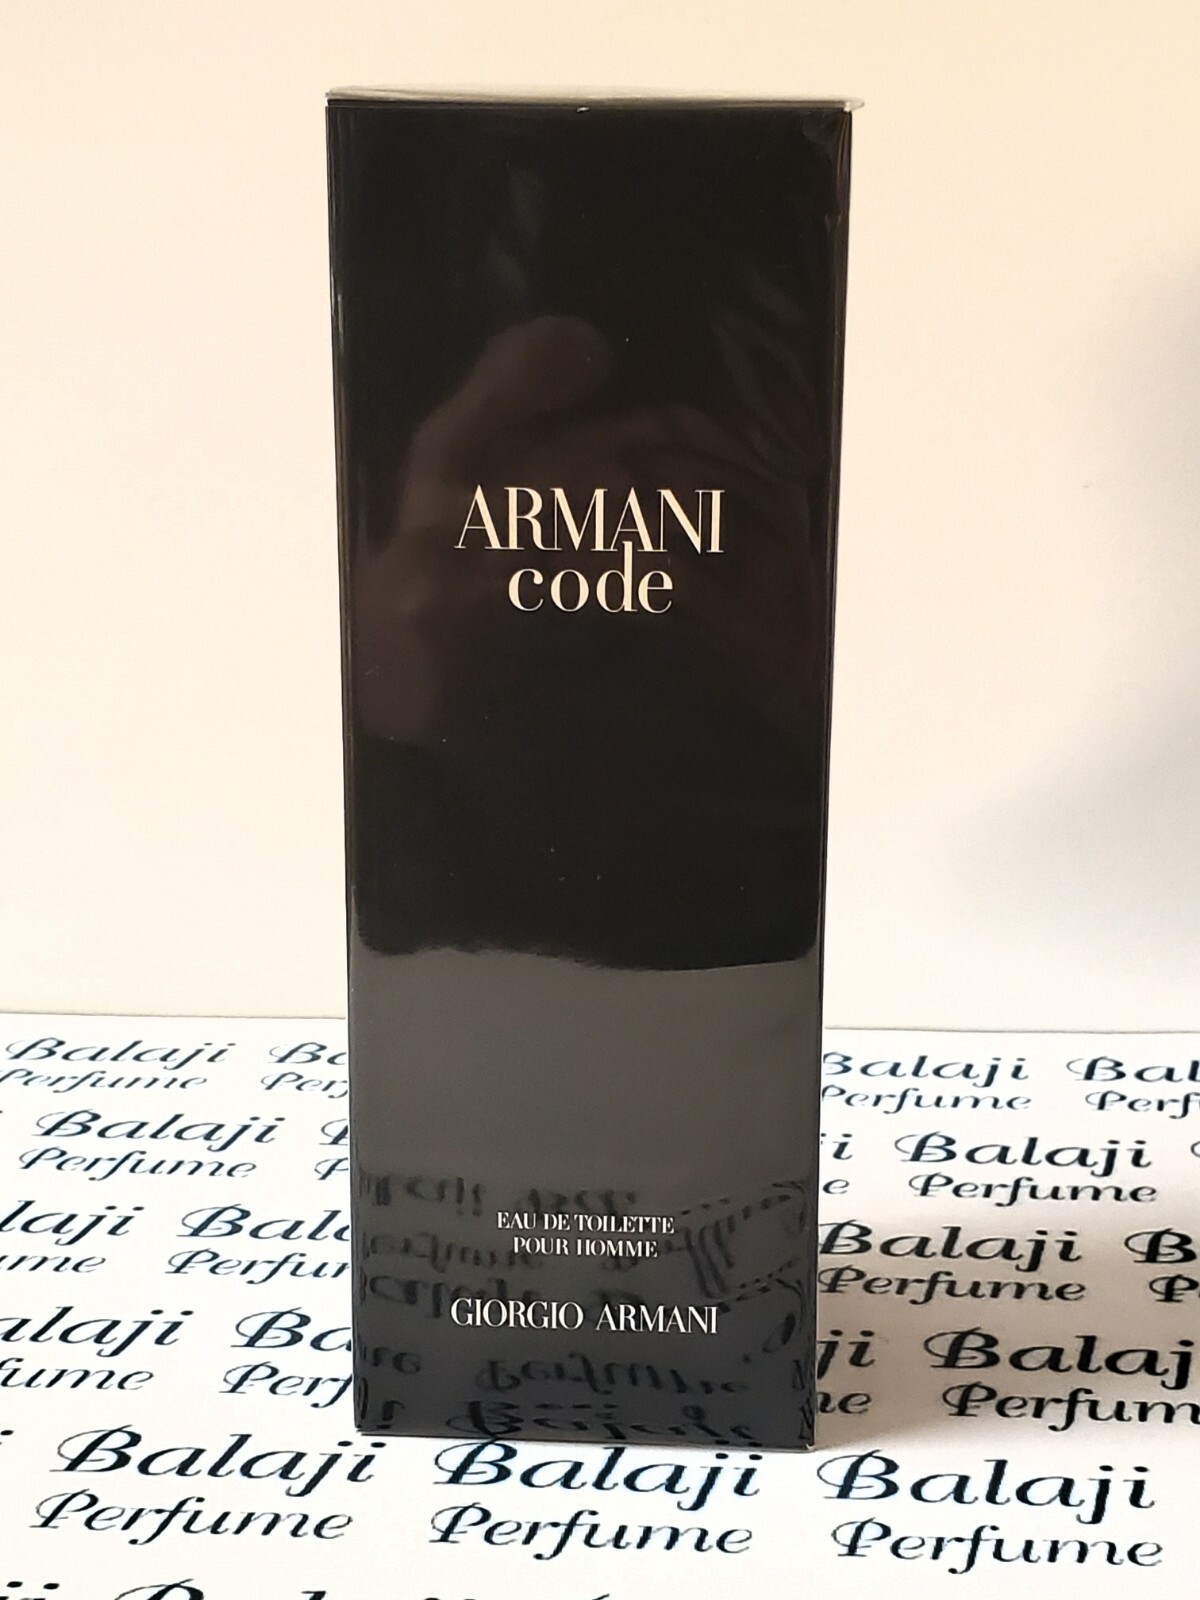 ARMANI
code
EAU DE TOILETTE
POUR HOMME
GIORGIO ARMANI
Balaji
Perfume
Balaji Balaji
Perfume Perfume
Balaji Balaji
Perfume Perfume
Balaji
Perfume
Balaji
Perfume
Balaji Balaji Balaji
Perfume Perfume Perfume